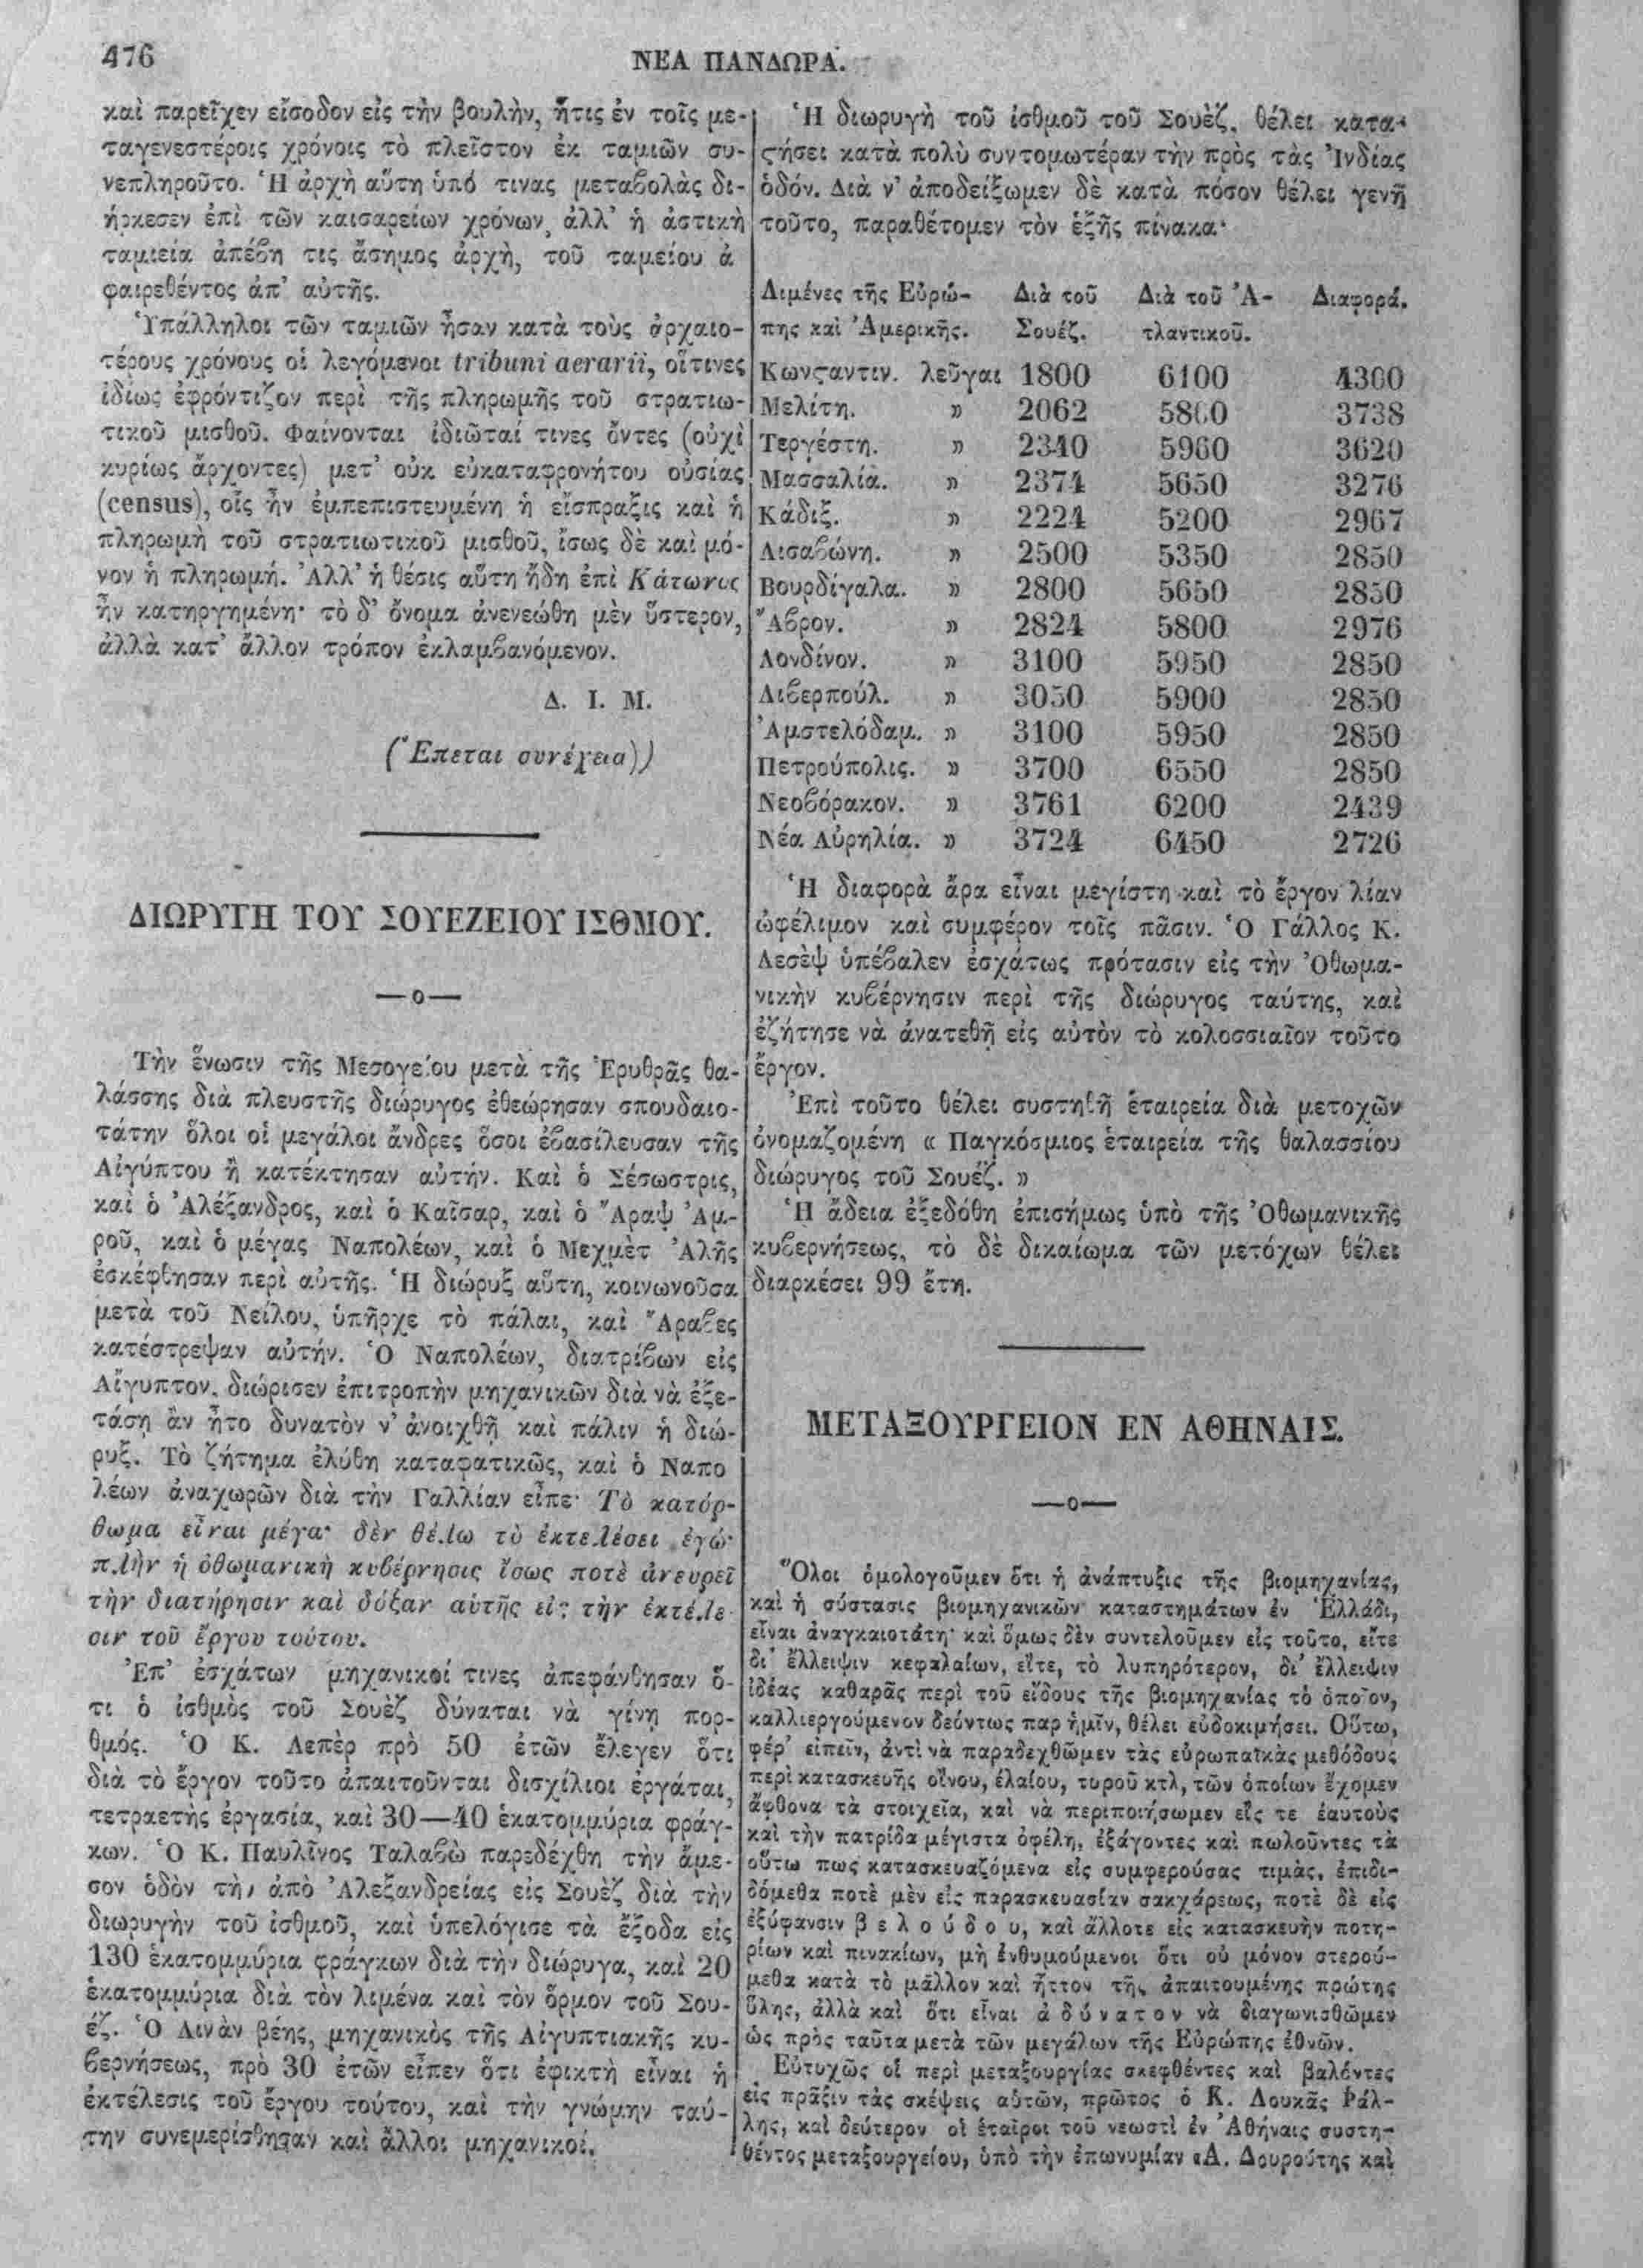 476
ΝΕΑ ΠΑΝΔΩΡΑ.
καὶ παρεῖχεν εἴσοδον εἰς τὴν βουλὴν, ἥτις ἐν τοῖς με-
ταγενεστέροις χρόνοις τὸ πλεῖστον ἐκ ταμιῶν συ-
νεπληροῦτο. Ἡ ἀρχὴ αὕτη ὑπό τινας μεταβολὰς δι-
ήρκεσεν ἐπὶ τῶν καισαρείων χρόνων, ἀλλ' ἡ ἀστικὴ
ταμιεία ἀπέβη τις ἄσημος ἀρχὴ, τοῦ ταμείου ἀ
φαιρεθέντος ἀπ' αὐτῆς.
Ὑπάλληλοι τῶν ταμιῶν ἦσαν κατὰ τοὺς ἀρχαιο-
τέρους χρόνους οἱ λεγόμενοι tribuni aerarii, οἵτινες
ἰδίως ἐφρόντιζον περὶ τῆς πληρωμῆς τοῦ στρατιω-
τικοῦ μισθοῦ. Φαίνονται ἰδιῶταί τινες ὄντες (οὐχὶ
κυρίως ἄρχοντες) μετ' οὐκ εὐκαταφρονήτου οὐσίας
(census), οἷς ἦν ἐμπεπιστευμένη ἡ εἴσπραξις καὶ ἡ
πληρωμὴ τοῦ στρατιωτικοῦ μισθοῦ, ἴσως δὲ καὶ μό-
νον ἡ πληρωμή. Ἀλλ' ἡ θέσις αὕτη ἤδη ἐπὶ Κάτωνος
ἦν κατηργημένη· τὸ δ' ὄνομα ἀνενεώθη μὲν ὕστερον,
ἀλλὰ κατ' ἄλλον τρόπον ἐκλαμβανόμενον.
Δ. Ι. Μ.
(Ἕπεται συνέχεια))
ΔΙΩΡΥΓΗ ΤΟΥ ΣΟΥΕΖΕΙΟΥ ΙΣΘΜΟΥ.
—ο—
Τὴν ἕνωσιν τῆς Μεσογείου μετὰ τῆς Ἐρυθρᾶς θα-
λάσσης διὰ πλευστῆς διώρυγος ἐθεώρησαν σπουδαιο-
τάτην ὅλοι οἱ μεγάλοι ἄνδρες ὅσοι ἐβασίλευσαν τῆς
Αἰγύπτου ἢ κατέκτησαν αὐτήν. Καὶ ὁ Σέσωστρις,
καὶ ὁ Ἀλέξανδρος, καὶ ὁ Καῖσαρ, καὶ ὁ Ἄραψ Ἀμ-
ροῦ, καὶ ὁ μέγας Ναπολέων, καὶ ὁ Μεχμὲτ Ἀλῆς
ἐσκέφθησαν περὶ αὐτῆς. Ἡ διώρυξ αὕτη, κοινωνοῦσα
μετὰ τοῦ Νείλου, ὑπῆρχε τὸ πάλαι, καὶ Ἄραβες
κατέστρεψαν αὐτήν. Ὁ Ναπολέων, διατρίβων εἰς
Αἴγυπτον, διώρισεν ἐπιτροπὴν μηχανικῶν διὰ νὰ ἐξε-
τάσῃ ἂν ἦτο δυνατὸν ν' ἀνοιχθῇ καὶ πάλιν ἡ διώ-
ρυξ. Τὸ ζήτημα ἐλύθη καταφατικῶς, καὶ ὁ Ναπο
λέων ἀναχωρῶν διὰ τὴν Γαλλίαν εἶπε· Τὸ κατόρ-
θωμα εἶναι μέγα· δὲν θέλω τὸ ἐκτελέσει ἐγώ·
πλὴν ἡ ὀθωμανικὴ κυβέρνησις ἴσως ποτὲ ἀνευρεῖ
τὴν διατήρησιν καὶ δόξαν αὑτῆς εἰς τὴν ἐκτέλε
σιν τοῦ ἔργου τούτου.
Ἐπ' ἐσχάτων μηχανικοί τινες ἀπεφάνθησαν ὅ-
τι ὁ ἰσθμὸς τοῦ Σουὲζ δύναται νὰ γίνῃ πορ-
θμός. Ὁ Κ. Λεπὲρ πρὸ 50 ἐτῶν ἔλεγεν ὅτι
διὰ τὸ ἔργον τοῦτο ἀπαιτοῦνται δισχίλιοι ἐργάται,
τετραετὴς ἐργασία, καὶ 30—40 ἑκατομμύρια φράγ-
κων. Ὁ Κ. Παυλῖνος Ταλαβὼ παρεδέχθη τὴν ἄμε-
σον ὁδὸν τὴν ἀπὸ Ἀλεξανδρείας εἰς Σουὲζ διὰ τὴν
διωρυγὴν τοῦ ἰσθμοῦ, καὶ ὑπελόγισε τὰ ἔξοδα εἰς
130 ἑκατομμύρια φράγκων διὰ τὴν διώρυγα, καὶ 20
ἑκατομμύρια διὰ τὸν λιμένα καὶ τὸν ὅρμον τοῦ Σου-
έζ. Ὁ Λινὰν βέης, μηχανικὸς τῆς Αἰγυπτιακῆς κυ-
βερνήσεως, πρὸ 30 ἐτῶν εἶπεν ὅτι ἐφικτὴ εἶναι ἡ
ἐκτέλεσις τοῦ ἔργου τούτου, καὶ τὴν γνώμην ταύ-
την συνεμερίσθησαν καὶ ἄλλοι μηχανικοί.
Ἡ διωρυγὴ τοῦ ἰσθμοῦ τοῦ Σουὲζ, θέλει κατα-
ςήσει κατὰ πολὺ συντομωτέραν τὴν πρὸς τὰς Ἰνδίας
ὁδόν. Διὰ ν' ἀποδείξωμεν δὲ κατὰ πόσον θέλει γενῇ
τοῦτο, παραθέτομεν τὸν ἑξῆς πίνακα·
Λιμένες τῆς Εὐρώ- Διὰ τοῦ Διὰ τοῦ Ἀ- Διαφορά.
πης καὶ Ἀμερικῆς. Σουέζ. τλαντικοῦ.
Κωνςαντιν. λεῦγαι 1800 6100 4300
Μελίτη. » 2062 5800 3738
Τεργέστη. » 2340 5960 3620
Μασσαλία. » 2374 5650 3276
Κάδιξ. » 2224 5200 2967
Λισαβώνη. » 2500 5350 2850
Βουρδίγαλα. » 2800 5650 2850
Ἄβρον. » 2824 5800 2976
Λονδίνον. » 3100 5950 2850
Λιβερπούλ. » 3050 5900 2850
Ἀμστελόδαμ. » 3100 5950 2850
Πετρούπολις. » 3700 6550 2850
Νεοβόρακον. » 3761 6200 2439
Νέα Αὐρηλία. » 3724 6450 2726
Ἡ διαφορὰ ἄρα εἶναι μεγίστη καὶ τὸ ἔργον λίαν
ὠφέλιμον καὶ συμφέρον τοῖς πᾶσιν. Ὁ Γάλλος Κ.
Λεσὲψ ὑπέβαλεν ἐσχάτως πρότασιν εἰς τὴν Ὀθωμα-
νικὴν κυβέρνησιν περὶ τῆς διώρυγος ταύτης, καὶ
ἐζήτησε νὰ ἀνατεθῇ εἰς αὐτὸν τὸ κολοσσιαῖον τοῦτο
ἔργον.
Ἐπὶ τοῦτο θέλει συστηθῆ ἑταιρεία διὰ μετοχῶν
ὀνομαζομένη « Παγκόσμιος ἑταιρεία τῆς θαλασσίου
διώρυγος τοῦ Σουέζ. »
Ἡ ἄδεια ἐξεδόθη ἐπισήμως ὑπὸ τῆς Ὀθωμανικῆς
κυβερνήσεως, τὸ δὲ δικαίωμα τῶν μετόχων θέλει
διαρκέσει 99 ἔτη.
ΜΕΤΑΞΟΥΡΓΕΙΟΝ ΕΝ ΑΘΗΝΑΙΣ.
—ο—
Ὅλοι ὁμολογοῦμεν ὅτι ἡ ἀνάπτυξις τῆς βιομηχανίας,
καὶ ἡ σύστασις βιομηχανικῶν καταστημάτων ἐν Ἑλλάδι,
εἶναι ἀναγκαιοτάτη· καὶ ὅμως δὲν συντελοῦμεν εἰς τοῦτο, εἴτε
δι' ἔλλειψιν κεφαλαίων, εἴτε, τὸ λυπηρότερον, δι' ἔλλειψιν
ἰδέας καθαρᾶς περὶ τοῦ εἴδους τῆς βιομηχανίας τὸ ὁποῖον,
καλλιεργούμενον δεόντως παρ ἡμῖν, θέλει εὐδοκιμήσει. Οὕτω,
φέρ' εἰπεῖν, ἀντὶ νὰ παραδεχθῶμεν τὰς εὐρωπαϊκὰς μεθόδους
περὶ κατασκευῆς οἴνου, ἐλαίου, τυροῦ κτλ, τῶν ὁποίων ἔχομεν
ἄφθονα τὰ στοιχεῖα, καὶ νὰ περιποιήσωμεν εἴς τε ἑαυτοὺς
καὶ τὴν πατρίδα μέγιστα ὀφέλη, ἐξάγοντες καὶ πωλοῦντες τὰ
οὕτω πως κατασκευαζόμενα εἰς συμφερούσας τιμὰς, ἐπιδι-
δόμεθα ποτὲ μὲν εἰς παρασκευασίαν σακχάρεως, ποτὲ δὲ εἰς
ἐξύφανσιν βελούδου, καὶ ἄλλοτε εἰς κατασκευὴν ποτη-
ρίων καὶ πινακίων, μὴ ἐνθυμούμενοι ὅτι οὐ μόνον στερού-
μεθα κατὰ τὸ μᾶλλον καὶ ἧττον τῆς ἀπαιτουμένης πρώτης
ὕλης, ἀλλὰ καὶ ὅτι εἶναι ἀδύνατον νὰ διαγωνισθῶμεν
ὡς πρὸς ταῦτα μετὰ τῶν μεγάλων τῆς Εὐρώπης ἐθνῶν.
Εὐτυχῶς οἱ περὶ μεταξουργίας σκεφθέντες καὶ βαλόντες
εἰς πρᾶξιν τὰς σκέψεις αὑτῶν, πρῶτος ὁ Κ. Λουκᾶς Ῥάλ-
λης, καὶ δεύτερον οἱ ἑταῖροι τοῦ νεωστὶ ἐν Ἀθήναις συστη-
θέντος μεταξουργείου, ὑπὸ τὴν ἐπωνυμίαν «Α. Δουρούτης καὶ